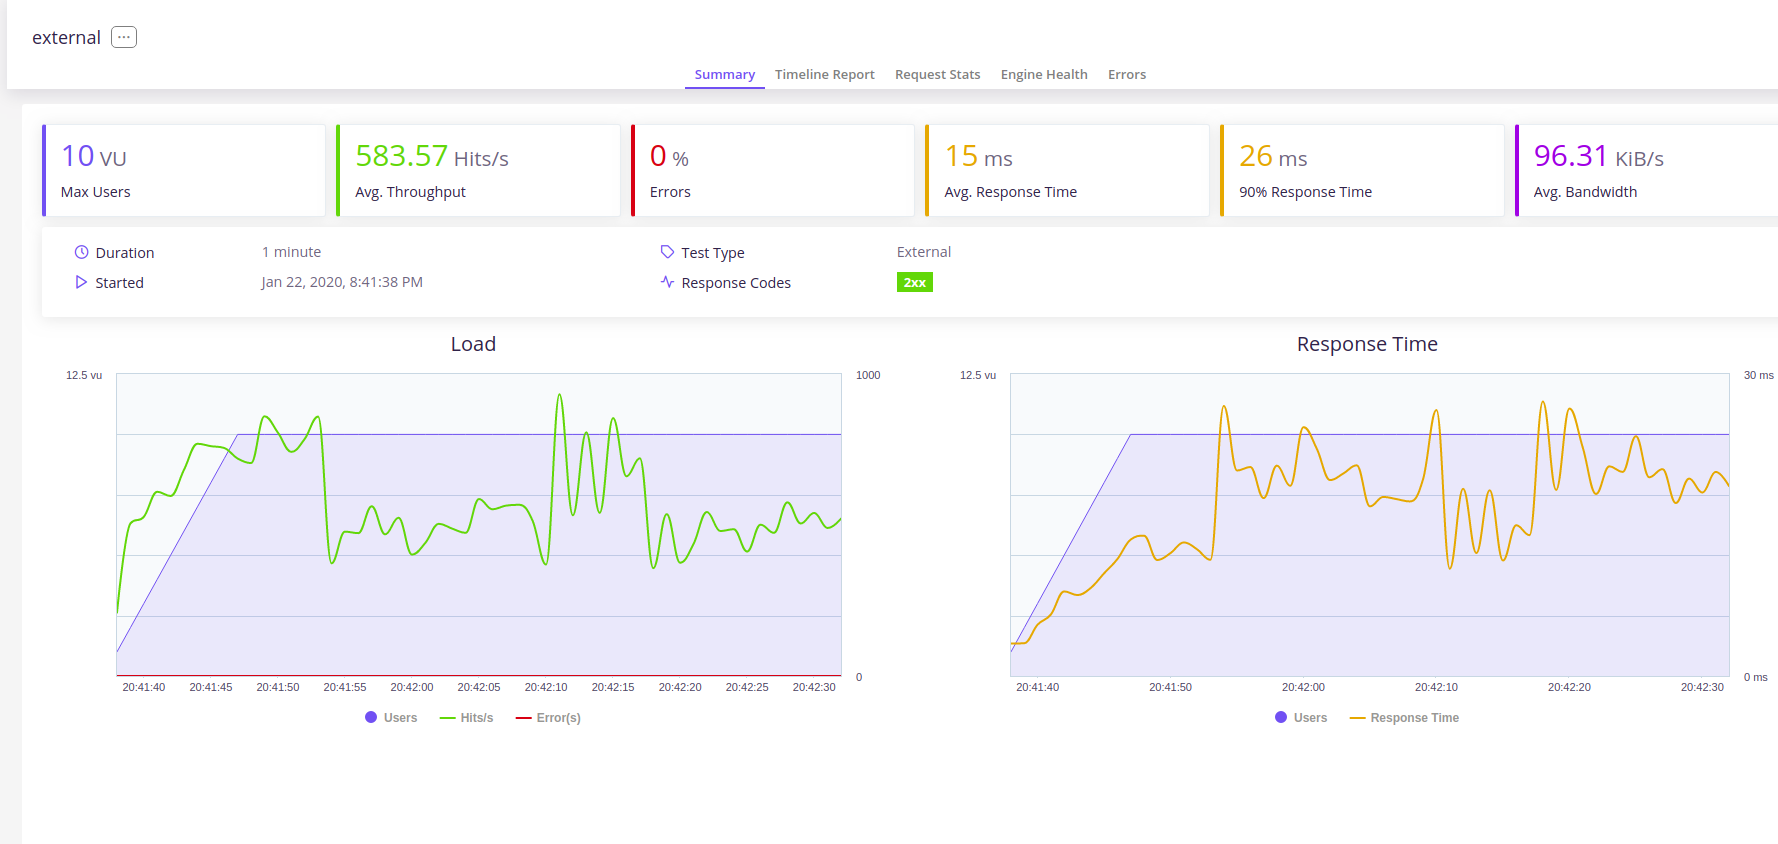 external ...
Summary Timeline Report Request Stats Engine Health Errors
10 VU 583.57 Hits/s 0 % 15 ms 26 ms 96.31 KiB/s
Max Users Avg. Throughput Errors Avg. Response Time 90% Response Time Avg. Bandwidth
Duration 1 minute Test Type External
Started Jan 22, 2020, 8:41:38 PM Response Codes 2xx
Load
12.5 vu 1000
0
20:41:40 20:41:45 20:41:50 20:41:55 20:42:00 20:42:05 20:42:10 20:42:15 20:42:20 20:42:25 20:42:30
Users Hits/s Error(s)
Response Time
12.5 vu 30 ms
0 ms
20:41:40 20:41:50 20:42:00 20:42:10 20:42:20 20:42:30
Users Response Time